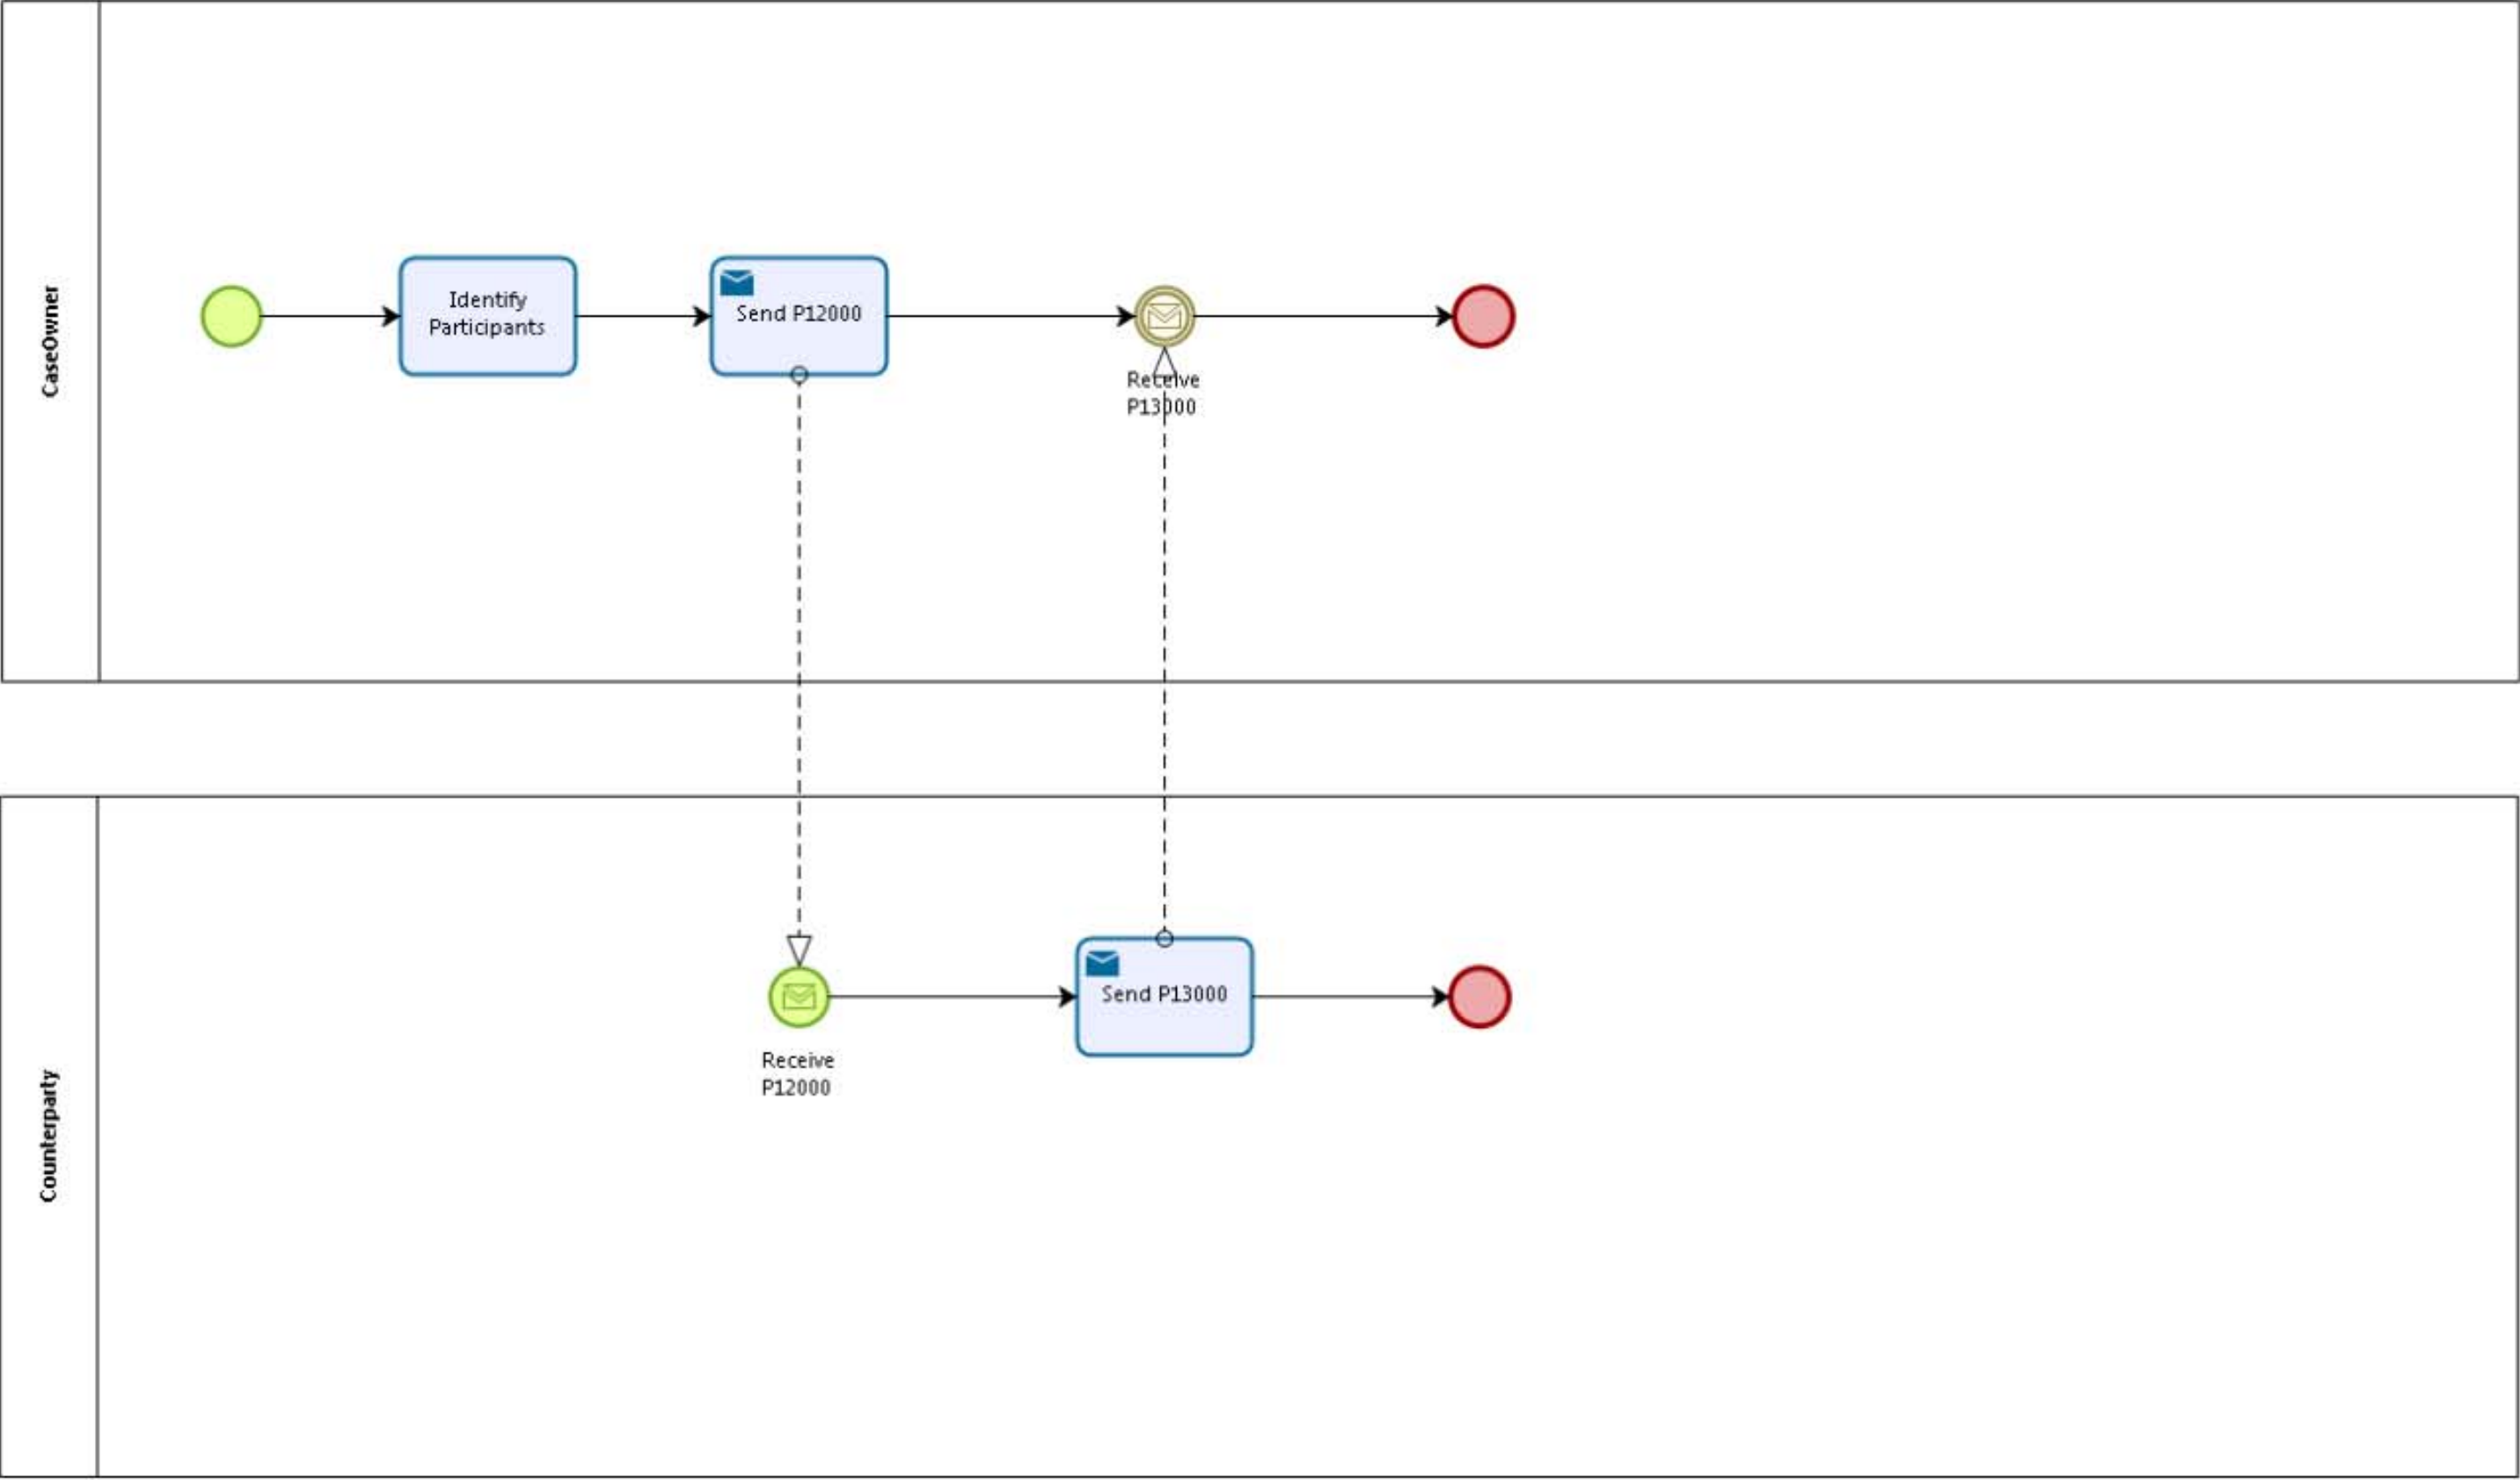 CaseOwner
Identify
Participants
Send P12000
Receive
P13000
Counterparty
Receive
P12000
Send P13000